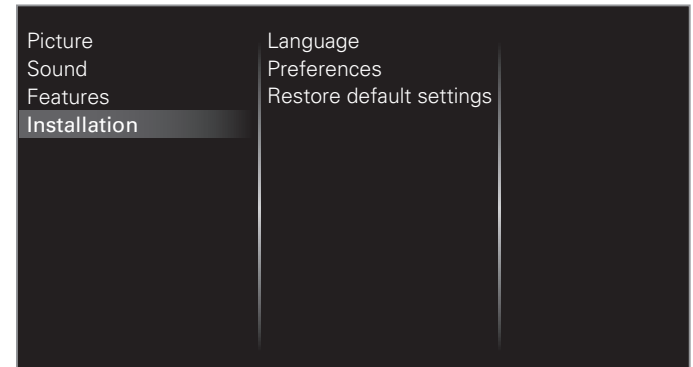 Picture
Sound
Features
Installation
Language
Preferences
Restore default settings